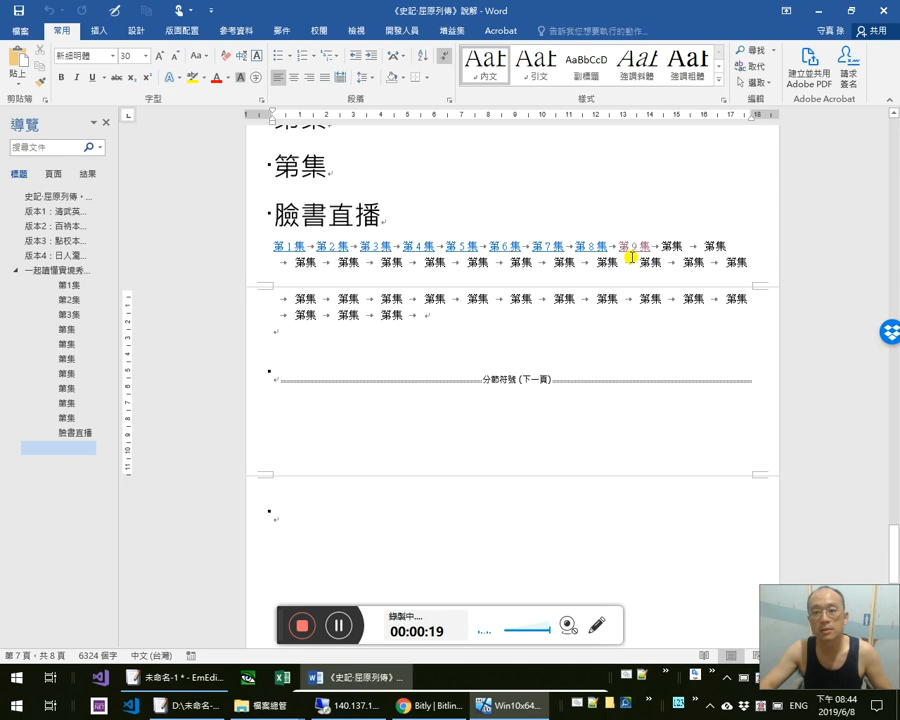 《史記·屈原列傳》說解 - Word
檔案 常用 插入 設計 版面配置 參考資料 郵件 校閱 檢視 開發人員 增益集 Acrobat 告訴我您想要執行的動作... 守真 孫 共用
貼上
新細明體 30
剪貼簿 字型 段落 樣式 編輯 Adobe Acrobat
AaB AaB AaBbCcD AaB AaB
內文 引文 副標題 強調斜體 強調粗體
尋找
取代
選取
建立並共用 Adobe PDF
請求簽名
導覽
搜尋文件
標題 頁面 結果
史記·屈原列傳。...
版本1：瀧武英...
版本2：百衲本...
版本3：點校本...
版本4：日人瀧...
一起讀懂實境秀...
第1集
第2集
第3集
第集
第集
第集
第集
第集
第集
第集
臉書直播
第集
臉書直播
第1集 第2集 第3集 第4集 第5集 第6集 第7集 第8集 第9集 第集 第集
第集 第集 第集 第集 第集 第集 第集 第集 第集 第集 第集
第集 第集 第集 第集 第集 第集 第集 第集 第集 第集 第集
第集 第集 第集
分節符號 (下一頁)
錄製中....
00:00:19
第 7 頁，共 8 頁 6324 個字 中文 (台灣)
未命名-1 * - EmEdi...
《史記·屈原列傳》...
D:\未命名-...
檔案總管
140.137.1...
Bitly | Bitlin...
Win10x64...
ENG
下午 08:44
2019/6/8